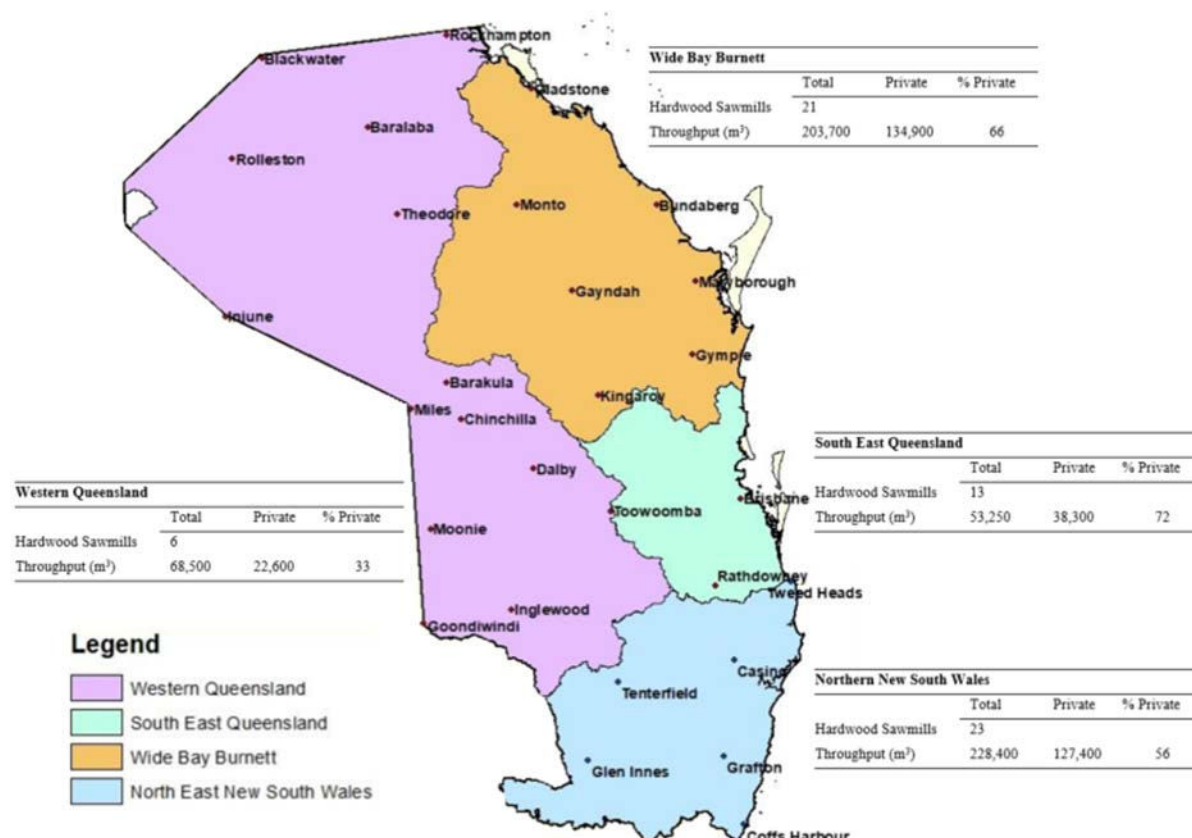 Rockhampton
Blackwater
Gladstone
Baralaba
Rolleston
Monto
Bundaberg
Theodore
Maryborough
Gayndah
Injune
Gympie
Barakula
Kingaroy
Miles
Chinchilla
Dalby
Toowoomba
Brisbane
Moonie
Rathdowney
Tweed Heads
Inglewood
Goondiwindi
Casino
Tenterfield
Glen Innes
Grafton
Coffs Harbour
Wide Bay Burnett
Total Private % Private
Hardwood Sawmills 21
Throughput (m³) 203,700 134,900 66
South East Queensland
Total Private % Private
Hardwood Sawmills 13
Throughput (m³) 53,250 38,300 72
Western Queensland
Total Private % Private
Hardwood Sawmills 6
Throughput (m³) 68,500 22,600 33
Northern New South Wales
Total Private % Private
Hardwood Sawmills 23
Throughput (m³) 228,400 127,400 56
Legend
Western Queensland
South East Queensland
Wide Bay Burnett
North East New South Wales